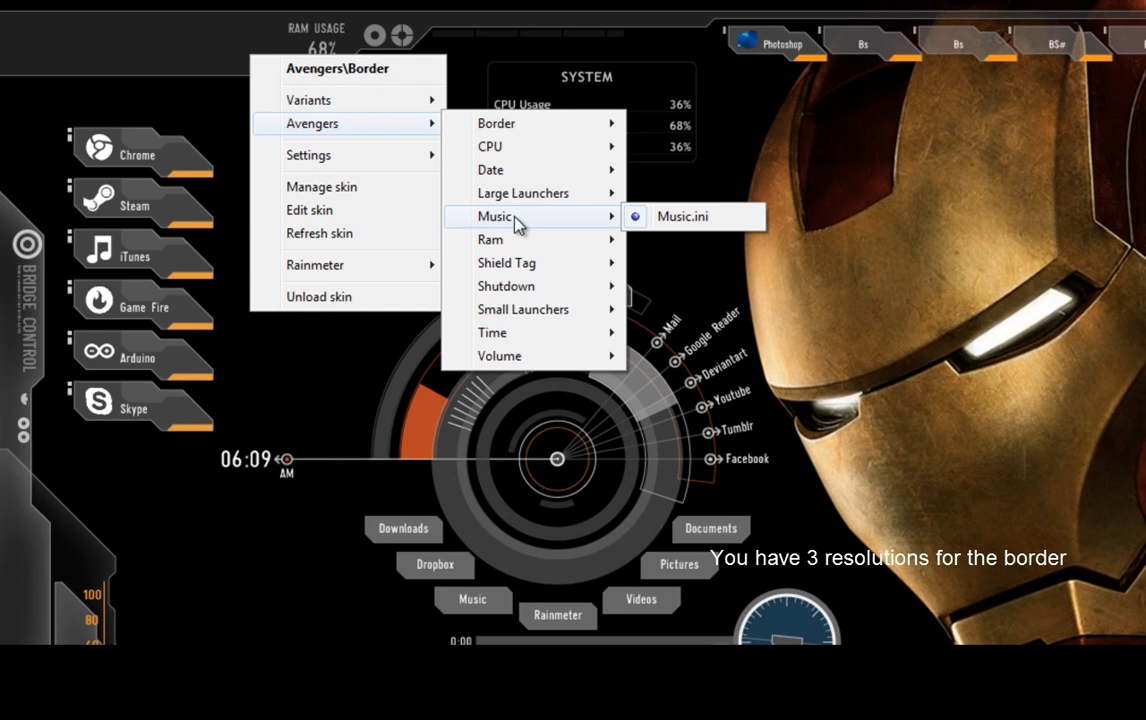 RAM USAGE
68%
Photoshop
Bs
Bs
BS#
Avengers\Border
Variants
Avengers
Settings
Manage skin
Edit skin
Refresh skin
Rainmeter
Unload skin
SYSTEM
CPU Usage 36%
68%
36%
Border
CPU
Date
Large Launchers
Music
Ram
Shield Tag
Shutdown
Small Launchers
Time
Volume
Music.ini
Chrome
Steam
iTunes
Game Fire
Arduino
Skype
BRIDGE CONTROL
Mail
Google Reader
Deviantart
Youtube
Tumblr
Facebook
06:09
AM
Downloads
Documents
Dropbox
Pictures
Music
Videos
Rainmeter
You have 3 resolutions for the border
100
80
0:00